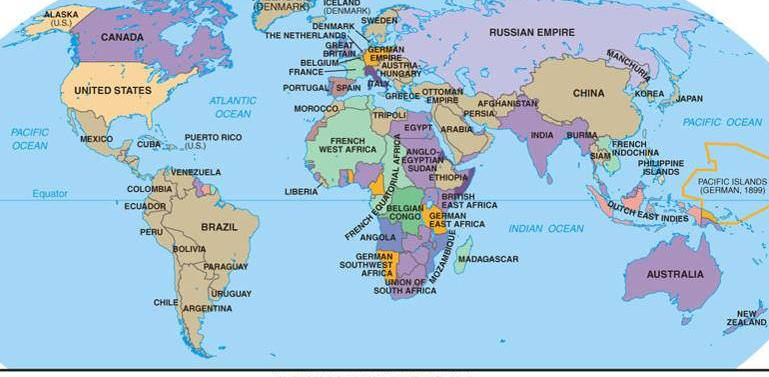 ALASKA
(U.S.)
CANADA
UNITED STATES
PACIFIC
OCEAN
ATLANTIC
OCEAN
MEXICO
CUBA
PUERTO RICO
(U.S.)
Equator
VENEZUELA
COLOMBIA
ECUADOR
PERU
BRAZIL
BOLIVIA
PARAGUAY
CHILE
URUGUAY
ARGENTINA
(DENMARK)
ICELAND
(DENMARK)
SWEDEN
DENMARK
THE NETHERLANDS
GREAT
BRITAIN
BELGIUM
FRANCE
GERMAN
EMPIRE
AUSTRIA-
HUNGARY
PORTUGAL
SPAIN
ITALY
GREECE
OTTOMAN
EMPIRE
RUSSIAN EMPIRE
MANCHURIA
MOROCCO
TRIPOLI
EGYPT
ARABIA
PERSIA
AFGHANISTAN
CHINA
KOREA
JAPAN
PACIFIC OCEAN
FRENCH
WEST AFRICA
ANGLO-
EGYPTIAN
SUDAN
ETHIOPIA
LIBERIA
FRENCH EQUATORIAL AFRICA
BELGIAN
CONGO
BRITISH
EAST AFRICA
GERMAN
EAST AFRICA
ANGOLA
GERMAN
SOUTHWEST
AFRICA
MOZAMBIQUE
MADAGASCAR
UNION OF
SOUTH AFRICA
INDIA
BURMA
SIAM
FRENCH
INDOCHINA
PHILIPPINE
ISLANDS
PACIFIC ISLANDS
(GERMAN, 1899)
DUTCH EAST INDIES
INDIAN OCEAN
AUSTRALIA
NEW
ZEALAND